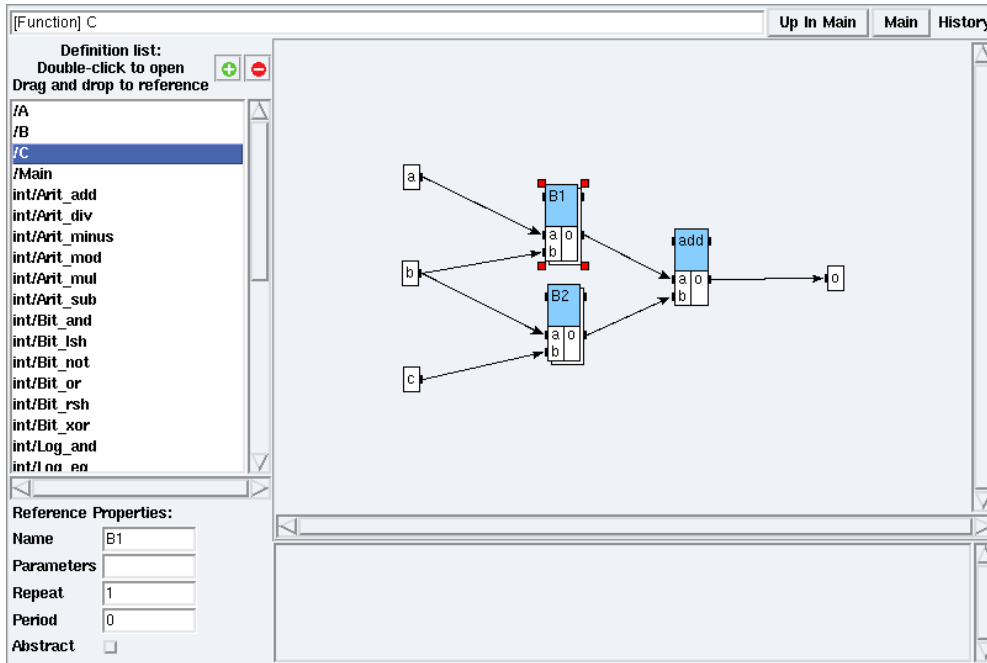 [Function] C
Up In Main
Main
History
Definition list:
Double-click to open
Drag and drop to reference
/A
/B
/C
/Main
int/Arit_add
int/Arit_div
int/Arit_minus
int/Arit_mod
int/Arit_mul
int/Arit_sub
int/Bit_and
int/Bit_lsh
int/Bit_not
int/Bit_or
int/Bit_rsh
int/Bit_xor
int/Log_and
int/Log_eq
a
b
c
B1
a o
b
B2
a o
b
add
a o
b
o
Reference Properties:
Name B1
Parameters
Repeat 1
Period 0
Abstract